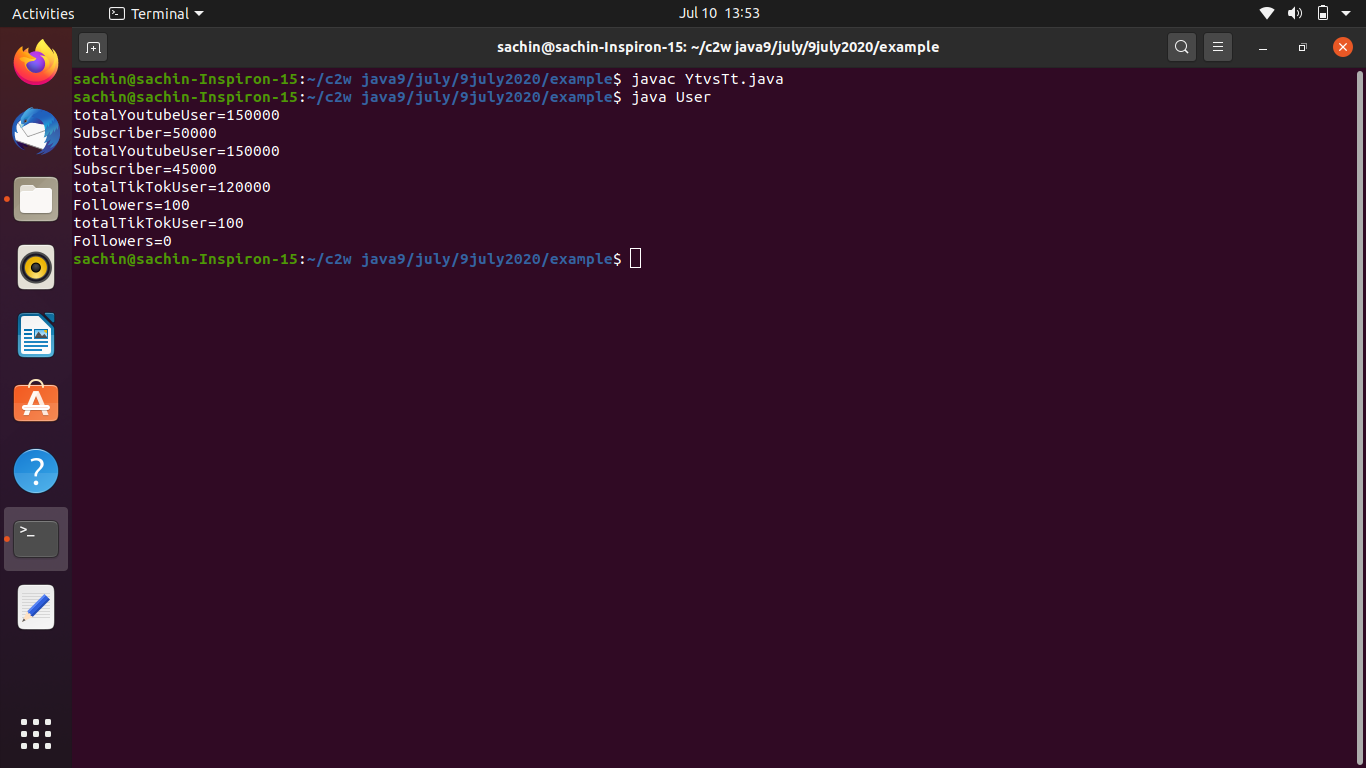 Activities
Terminal
Jul 10 13:53
sachin@sachin-Inspiron-15: ~/c2w java9/july/9july2020/example
sachin@sachin-Inspiron-15:~/c2w java9/july/9july2020/example$ javac YtvsTt.java
sachin@sachin-Inspiron-15:~/c2w java9/july/9july2020/example$ java User
totalYoutubeUser=150000
Subscriber=50000
totalYoutubeUser=150000
Subscriber=45000
totalTikTokUser=120000
Followers=100
totalTikTokUser=100
Followers=0
sachin@sachin-Inspiron-15:~/c2w java9/july/9july2020/example$